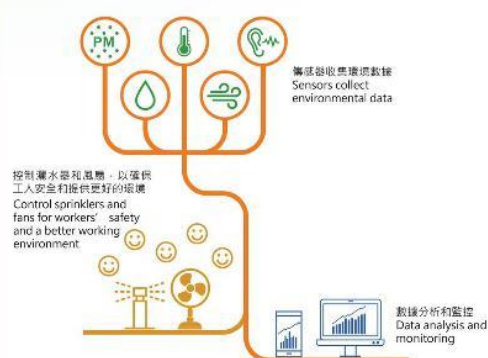 PM
傳感器收集環境數據
Sensors collect
environmental data
控制灑水器和風扇，以確保
工人安全和提供更好的環境
Control sprinklers and
fans for workers' safety
and a better working
environment
數據分析和監控
Data analysis and
monitoring